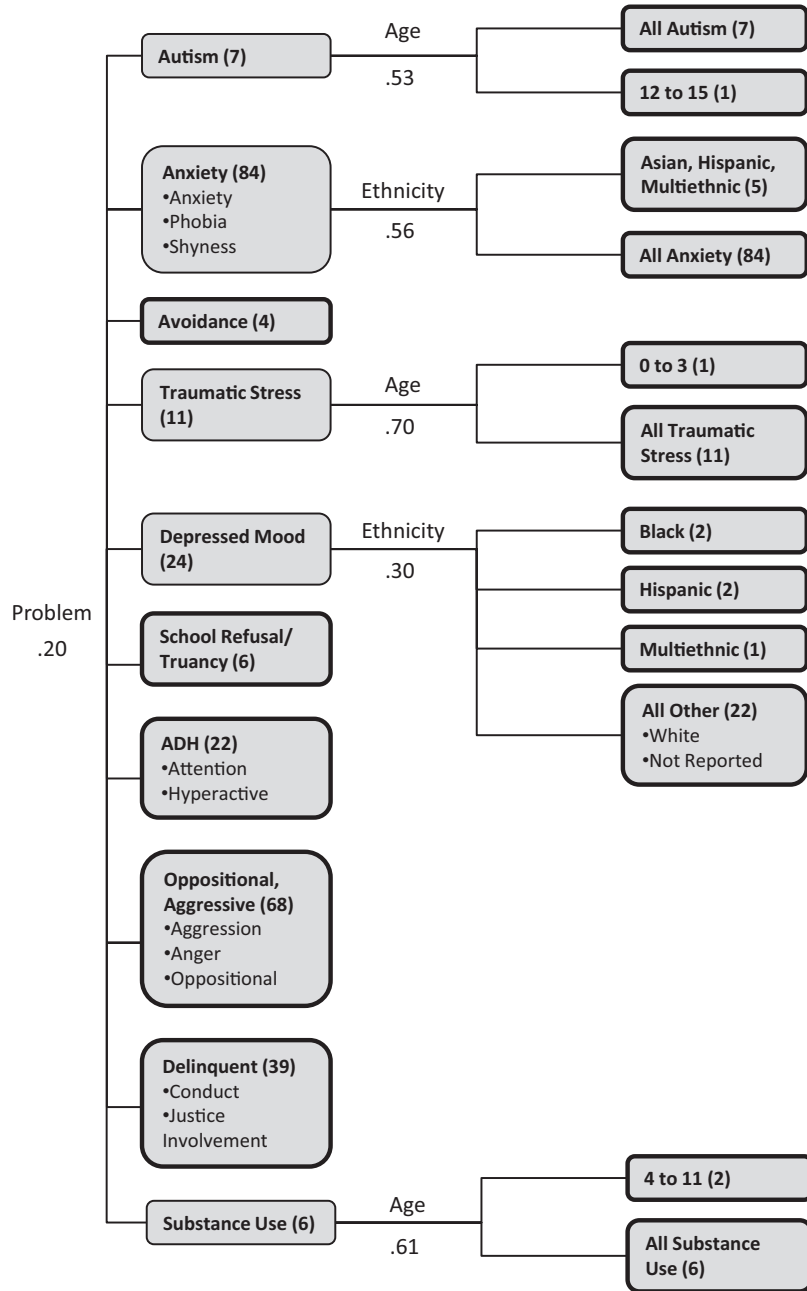 Problem
.20
Autism (7)
Age
.53
All Autism (7)
12 to 15 (1)
Anxiety (84)
•Anxiety
•Phobia
•Shyness
Ethnicity
.56
Asian, Hispanic,
Multiethnic (5)
All Anxiety (84)
Avoidance (4)
Traumatic Stress
(11)
Age
.70
0 to 3 (1)
All Traumatic
Stress (11)
Depressed Mood
(24)
Ethnicity
.30
Black (2)
Hispanic (2)
Multiethnic (1)
All Other (22)
•White
•Not Reported
School Refusal/
Truancy (6)
ADH (22)
•Attention
•Hyperactive
Oppositional,
Aggressive (68)
•Aggression
•Anger
•Oppositional
Delinquent (39)
•Conduct
•Justice
Involvement
Substance Use (6)
Age
.61
4 to 11 (2)
All Substance
Use (6)